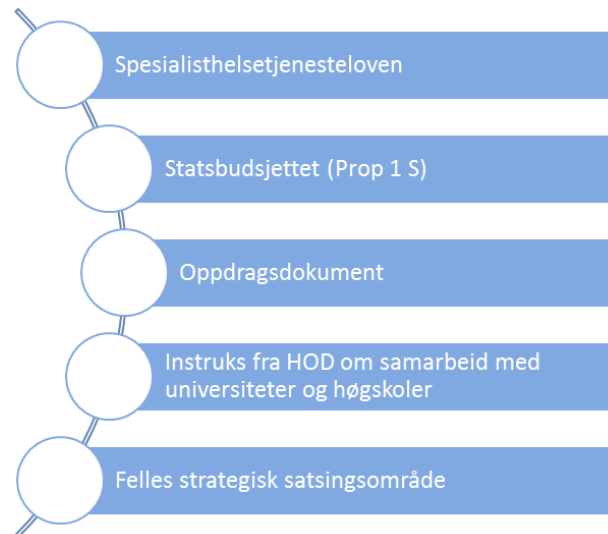 Spesialisthelsetjenesteloven
Statsbudsjettet (Prop 1 S)
Oppdragsdokument
Instruks fra HOD om samarbeid med
universiteter og høgskoler
Felles strategisk satsingsområde